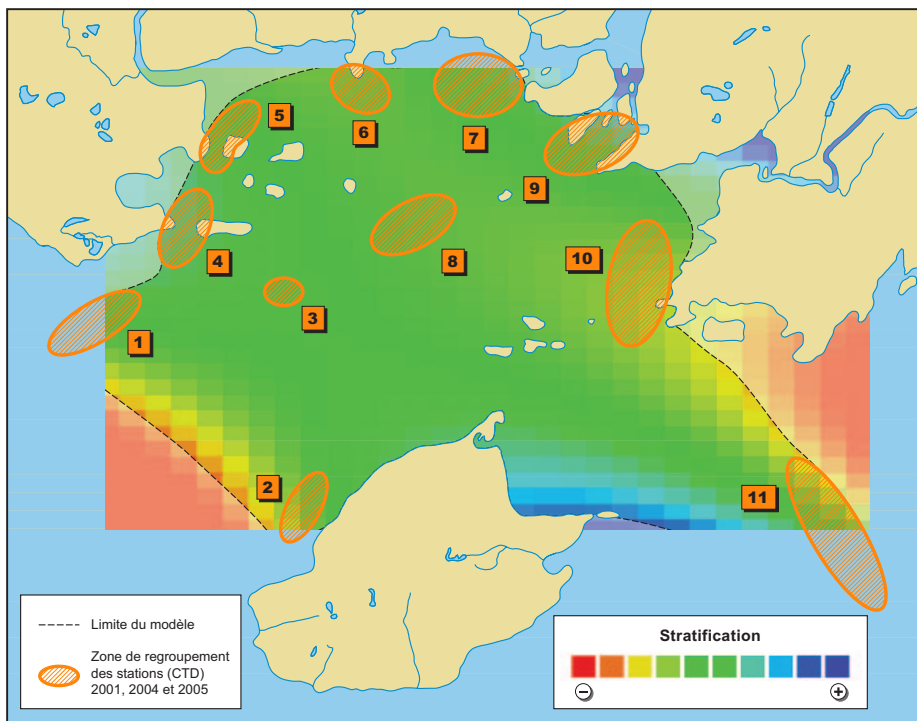 5
6
7
9
4
8
10
3
1
2
11
Limite du modèle
Zone de regroupement
des stations (CTD)
2001, 2004 et 2005
Stratification
−
+